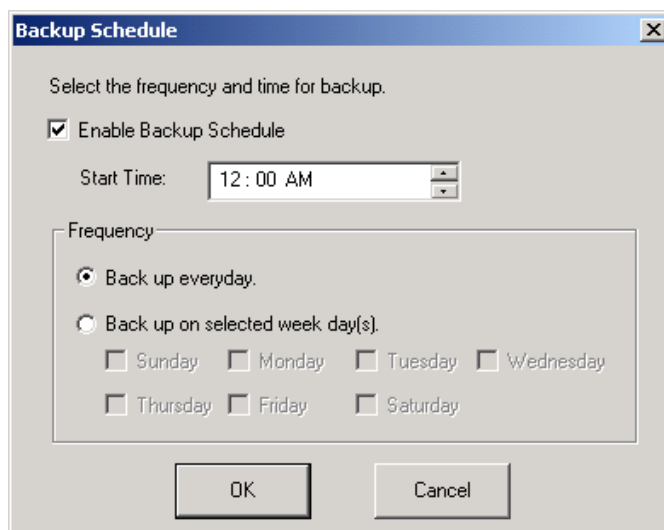 Backup Schedule
Select the frequency and time for backup.
Enable Backup Schedule
Start Time: 12 : 00 AM
Frequency
Back up everyday.
Back up on selected week day(s).
Sunday Monday Tuesday Wednesday
Thursday Friday Saturday
OK Cancel